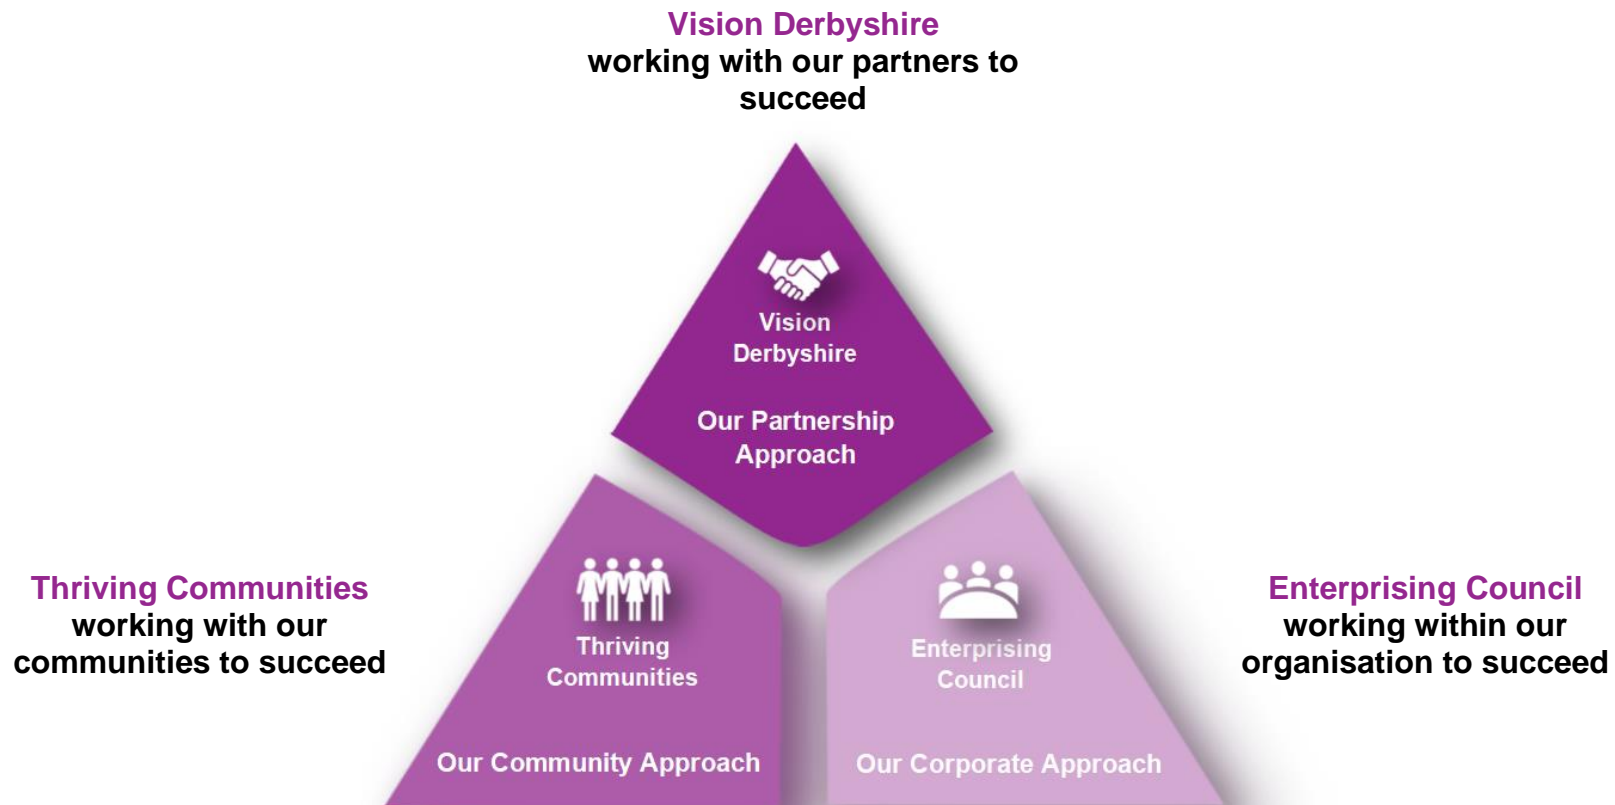 Vision Derbyshire
working with our partners to
succeed
Vision
Derbyshire
Our Partnership
Approach
Thriving Communities
working with our
communities to succeed
Thriving
Communities
Our Community Approach
Enterprising
Council
Our Corporate Approach
Enterprising Council
working within our
organisation to succeed